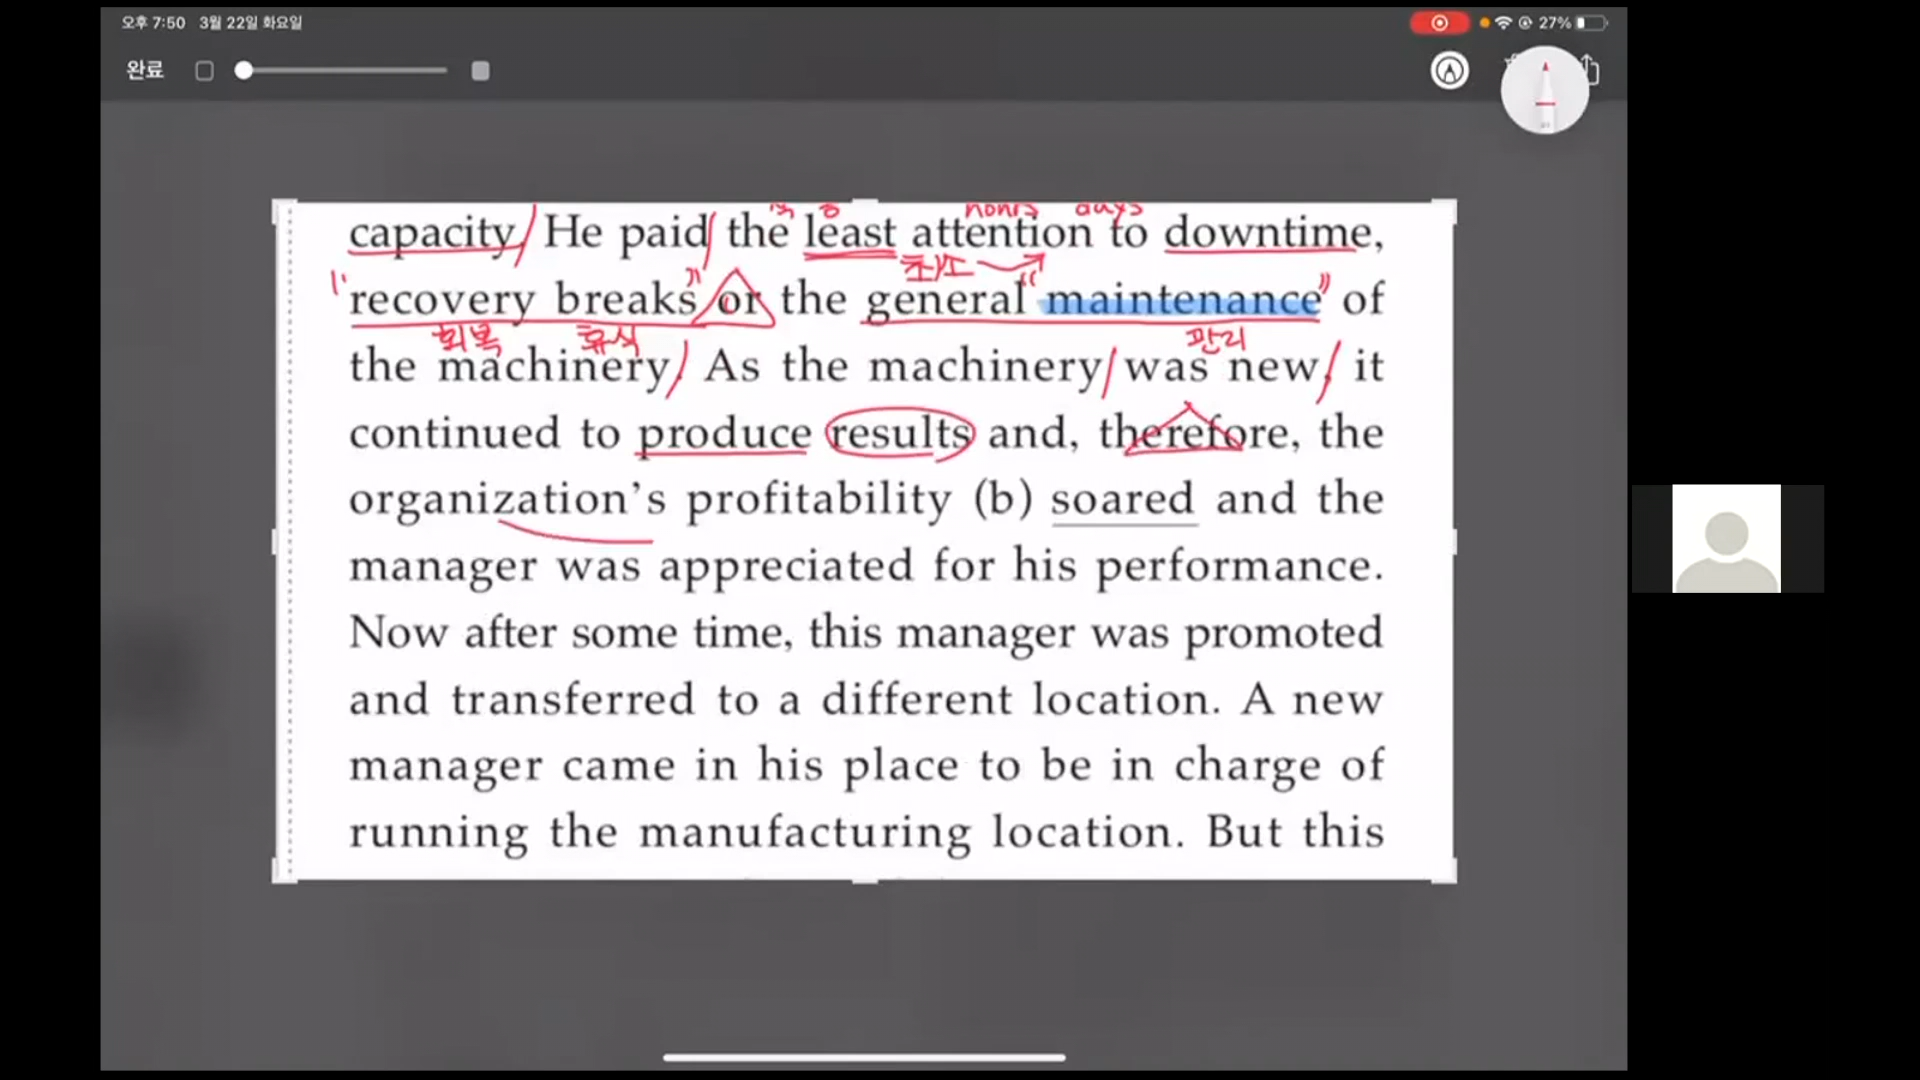 오후 7:50 3월 22일 화요일 27%
완료
hours days
capacity. He paid the least attention to downtime,
최소
recovery breaks or the general maintenance of
회복 휴식 관리
the machinery. As the machinery was new, it
continued to produce results and, therefore, the
organization's profitability (b) soared and the
manager was appreciated for his performance.
Now after some time, this manager was promoted
and transferred to a different location. A new
manager came in his place to be in charge of
running the manufacturing location. But this